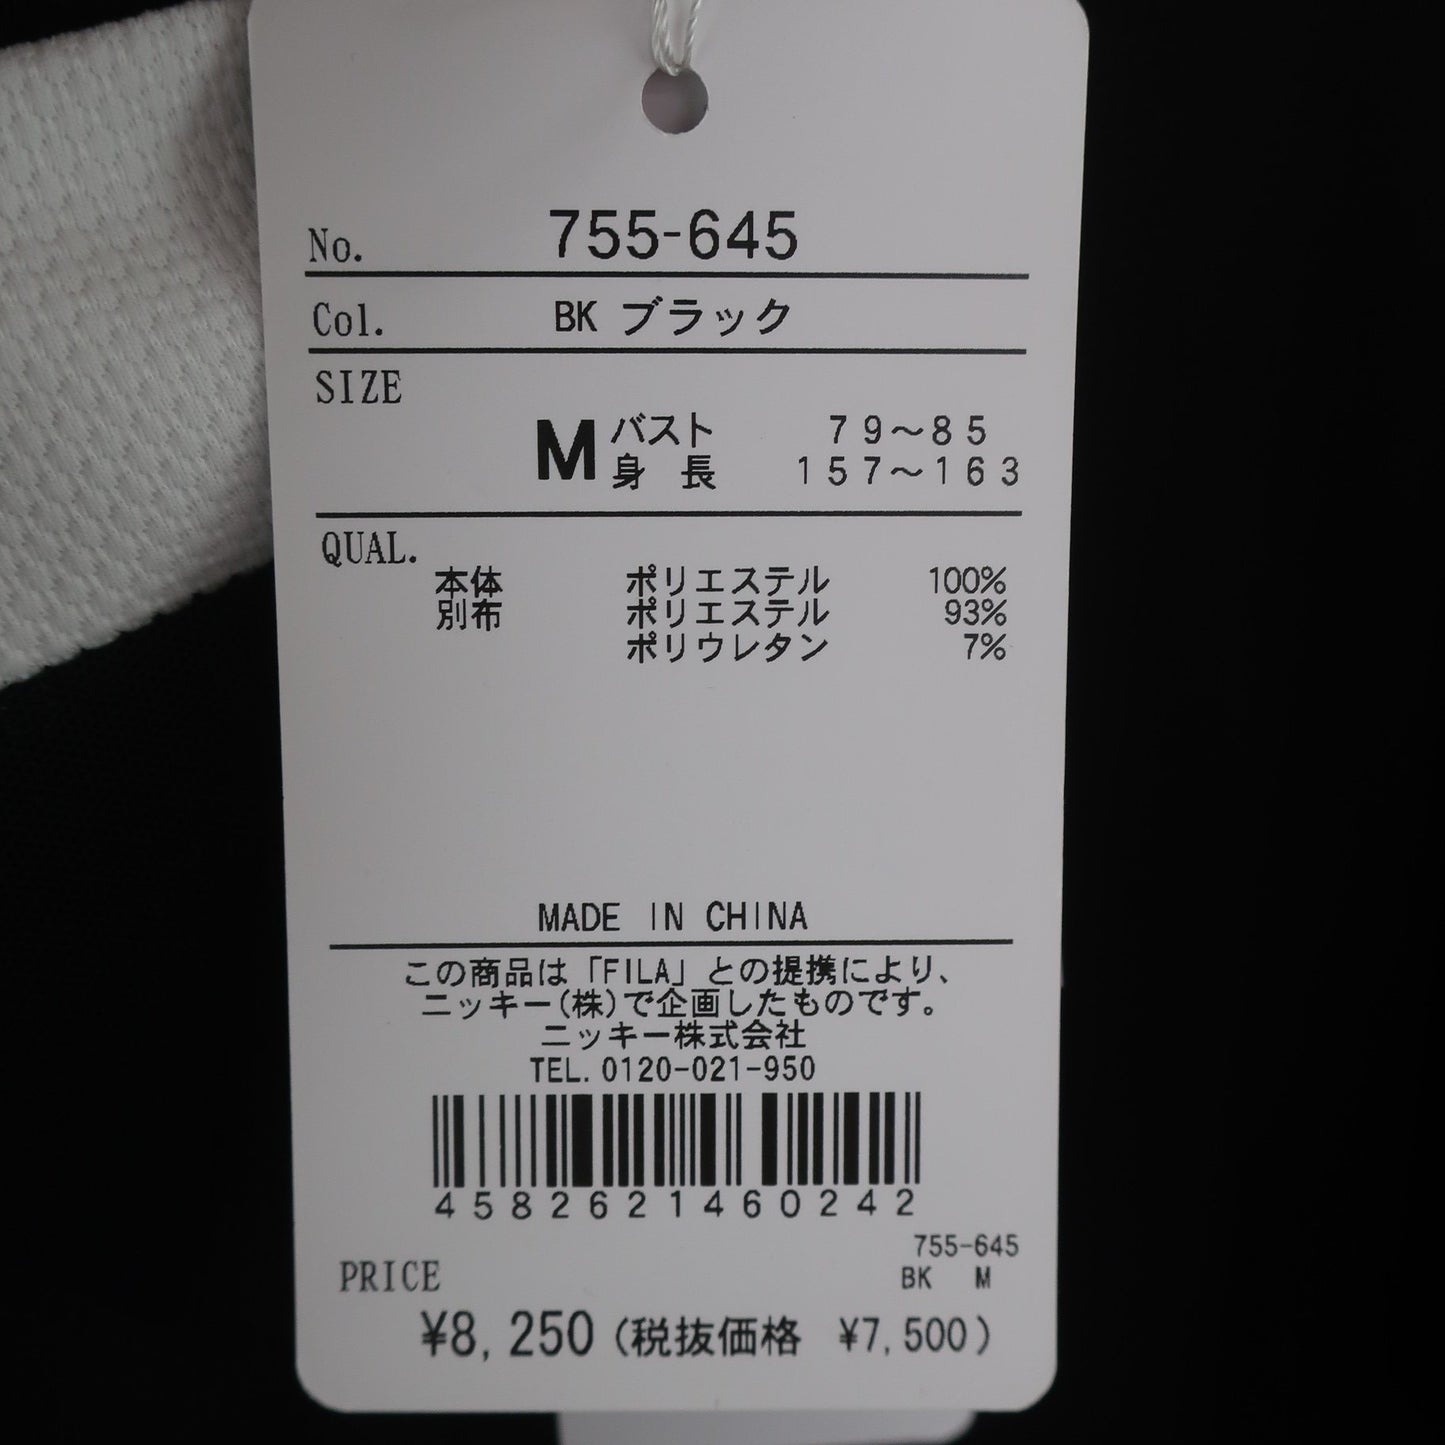 No. 755-645
Col. BK ブラック
SIZE
M バスト 79～85
身 長 157～163
QUAL.
本体 ポリエステル 100%
別布 ポリエステル 93%
ポリウレタン 7%
MADE IN CHINA
この商品は「FILA」との提携により、
ニッキー(株)で企画したものです。
ニッキー株式会社
TEL. 0120-021-950
4582621460242
755-645
BK M
PRICE
¥8,250 (税抜価格 ¥7,500)